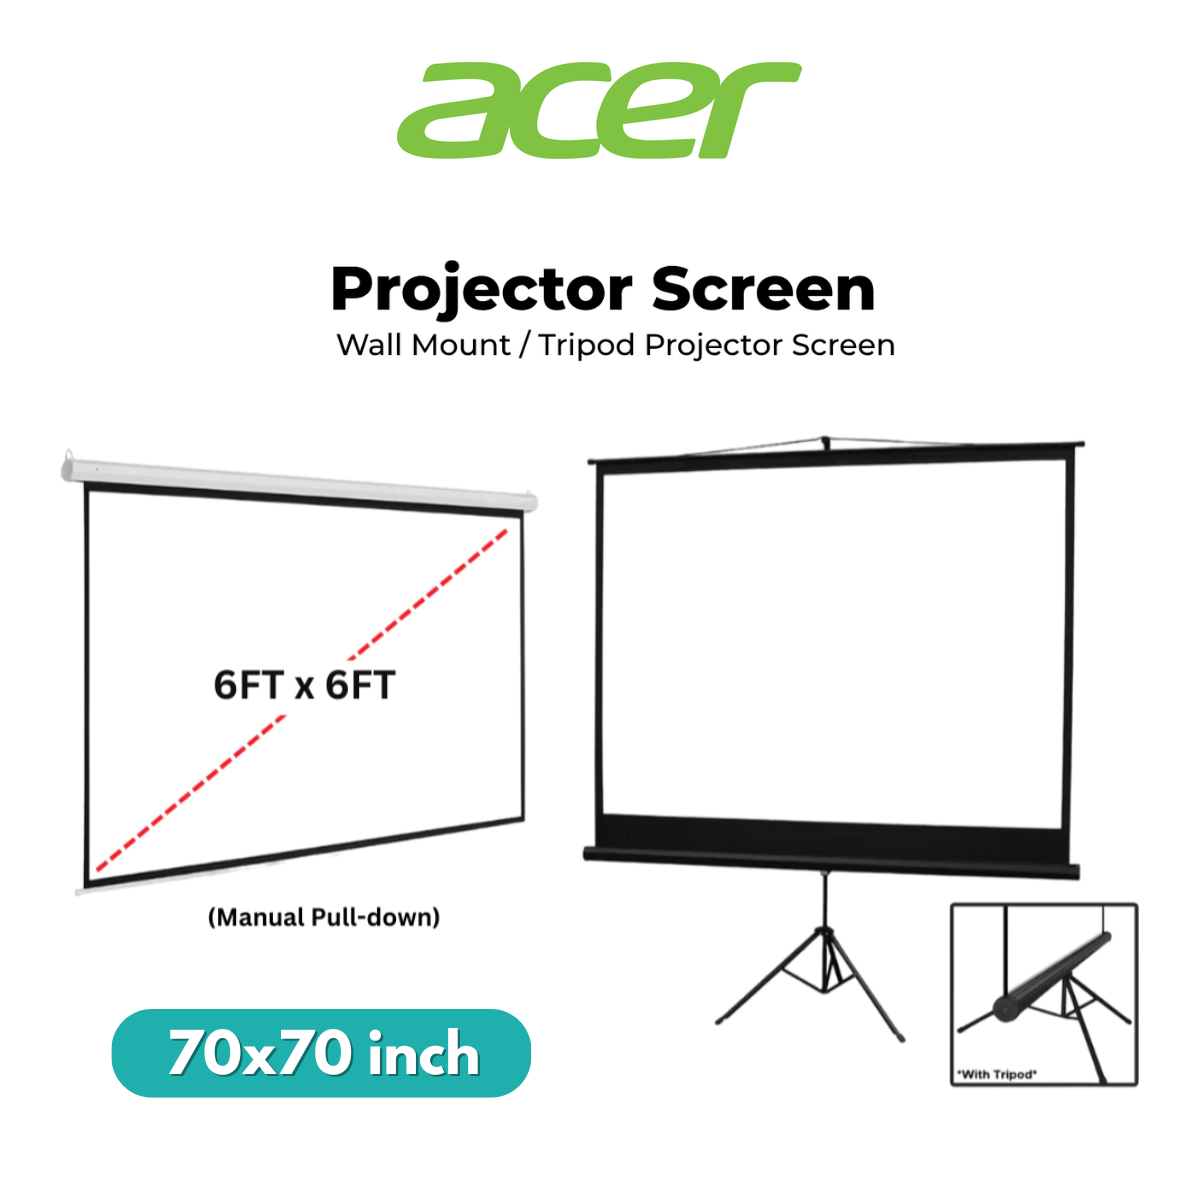 acer
Projector Screen
Wall Mount / Tripod Projector Screen
6FT x 6FT
(Manual Pull-down)
70x70 inch
*With Tripod*